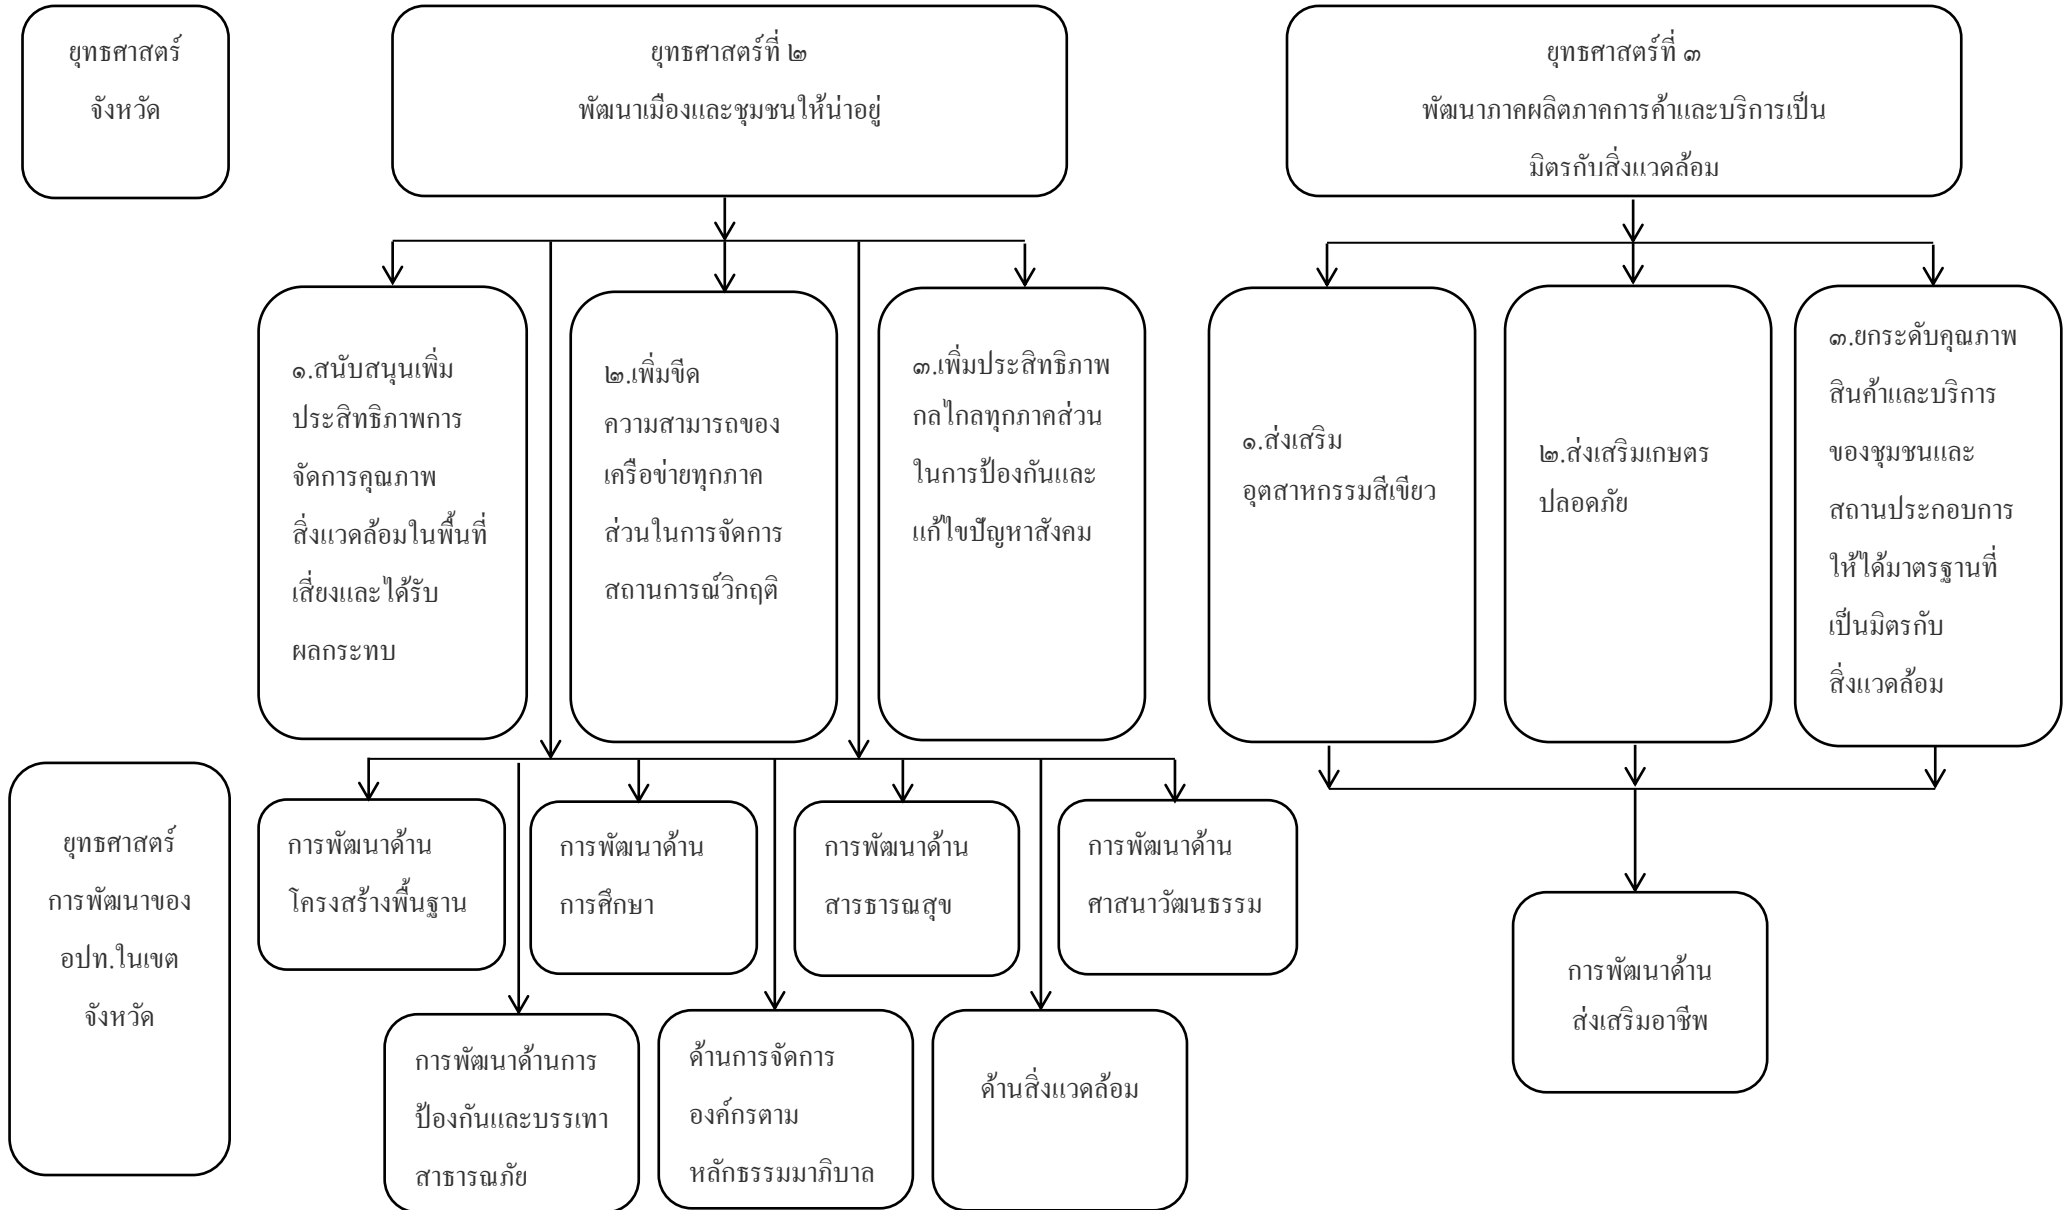 ยุทธศาสตร์
จังหวัด
ยุทธศาสตร์ที่ ๒
พัฒนาเมืองและชุมชนให้น่าอยู่
ยุทธศาสตร์ที่ ๓
พัฒนาภาคผลิตภาคการค้าและบริการเป็น
มิตรกับสิ่งแวดล้อม
๑.สนับสนุนเพิ่ม
ประสิทธิภาพการ
จัดการคุณภาพ
สิ่งแวดล้อมในพื้นที่
เสี่ยงและได้รับ
ผลกระทบ
๒.เพิ่มขีด
ความสามารถของ
เครือข่ายทุกภาค
ส่วนในการจัดการ
สถานการณ์วิกฤติ
๓.เพิ่มประสิทธิภาพ
กลไกลทุกภาคส่วน
ในการป้องกันและ
แก้ไขปัญหาสังคม
๑.ส่งเสริม
อุตสาหกรรมสีเขียว
๒.ส่งเสริมเกษตร
ปลอดภัย
๓.ยกระดับคุณภาพ
สินค้าและบริการ
ของชุมชนและ
สถานประกอบการ
ให้ได้มาตรฐานที่
เป็นมิตรกับ
สิ่งแวดล้อม
ยุทธศาสตร์
การพัฒนาของ
อปท.ในเขต
จังหวัด
การพัฒนาด้าน
โครงสร้างพื้นฐาน
การพัฒนาด้าน
การศึกษา
การพัฒนาด้าน
สารธารณสุข
การพัฒนาด้าน
ศาสนาวัฒนธรรม
การพัฒนาด้าน
ส่งเสริมอาชีพ
การพัฒนาด้านการ
ป้องกันและบรรเทา
สาธารณภัย
ด้านการจัดการ
องค์กรตาม
หลักธรรมมาภิบาล
ด้านสิ่งแวดล้อม